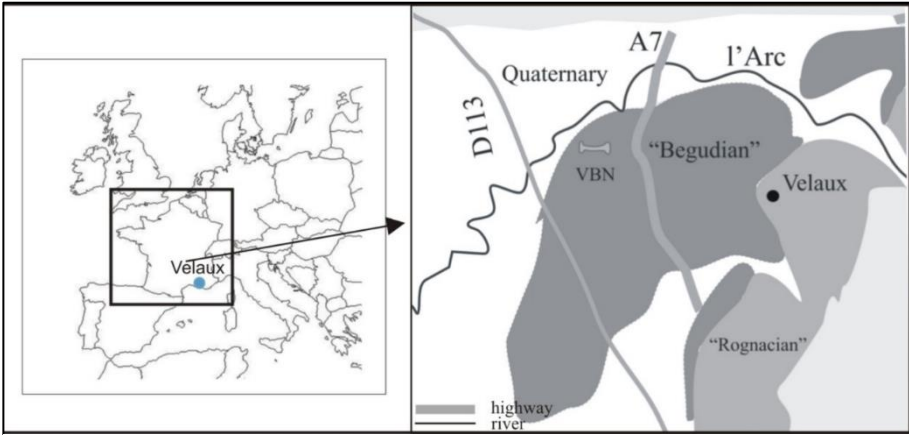 Velaux
A7
l'Arc
Quaternary
D113
"Begudian"
VBN
Velaux
"Rognacian"
highway
river